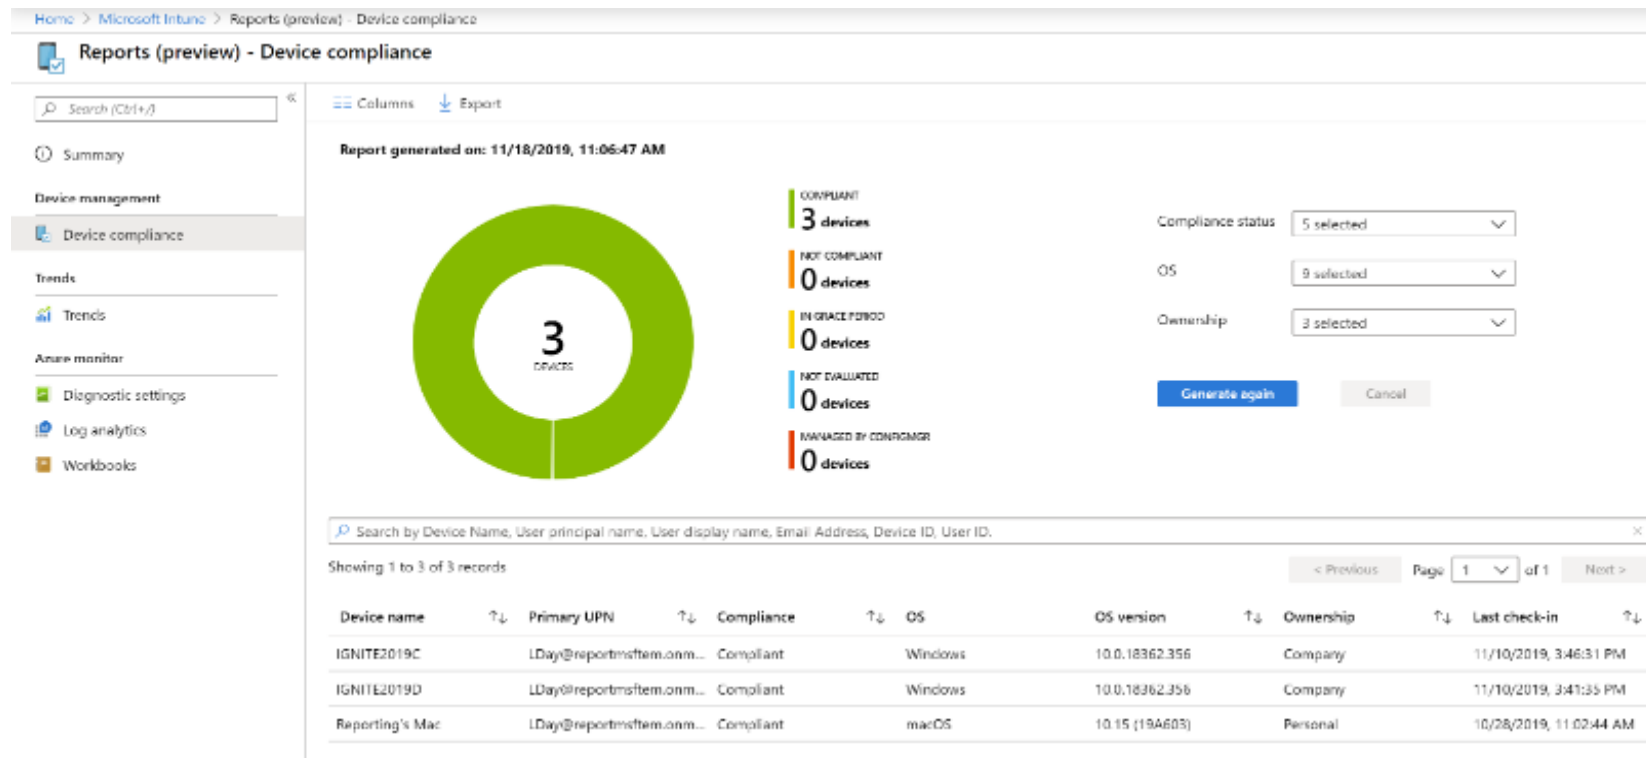 Home > Microsoft Intune > Reports (preview) - Device compliance
Reports (preview) - Device compliance
Search (Ctrl+/)
Columns Export
Summary
Report generated on: 11/18/2019, 11:06:47 AM
Device management
Device compliance
Trends
Trends
Azure monitor
Diagnostic settings
Log analytics
Workbooks
3
DEVICES
COMPLIANT
3 devices
NOT COMPLIANT
0 devices
IN GRACE PERIOD
0 devices
NOT EVALUATED
0 devices
MANAGED BY CONFIGMGR
0 devices
Compliance status 5 selected
OS 9 selected
Ownership 3 selected
Generate again Cancel
Search by Device Name, User principal name, User display name, Email Address, Device ID, User ID.
Showing 1 to 3 of 3 records
< Previous Page 1 of 1 Next >
Device name Primary UPN Compliance OS OS version Ownership Last check-in
IGNITE2019C LDay@reportmsftem.onm... Compliant Windows 10.0.18362.356 Company 11/10/2019, 3:46:31 PM
IGNITE2019D LDay@reportmsftem.onm... Compliant Windows 10.0.18362.356 Company 11/10/2019, 3:41:35 PM
Reporting's Mac LDay@reportmsftem.onm... Compliant macOS 10.15 (19A603) Personal 10/28/2019, 11:02:44 AM